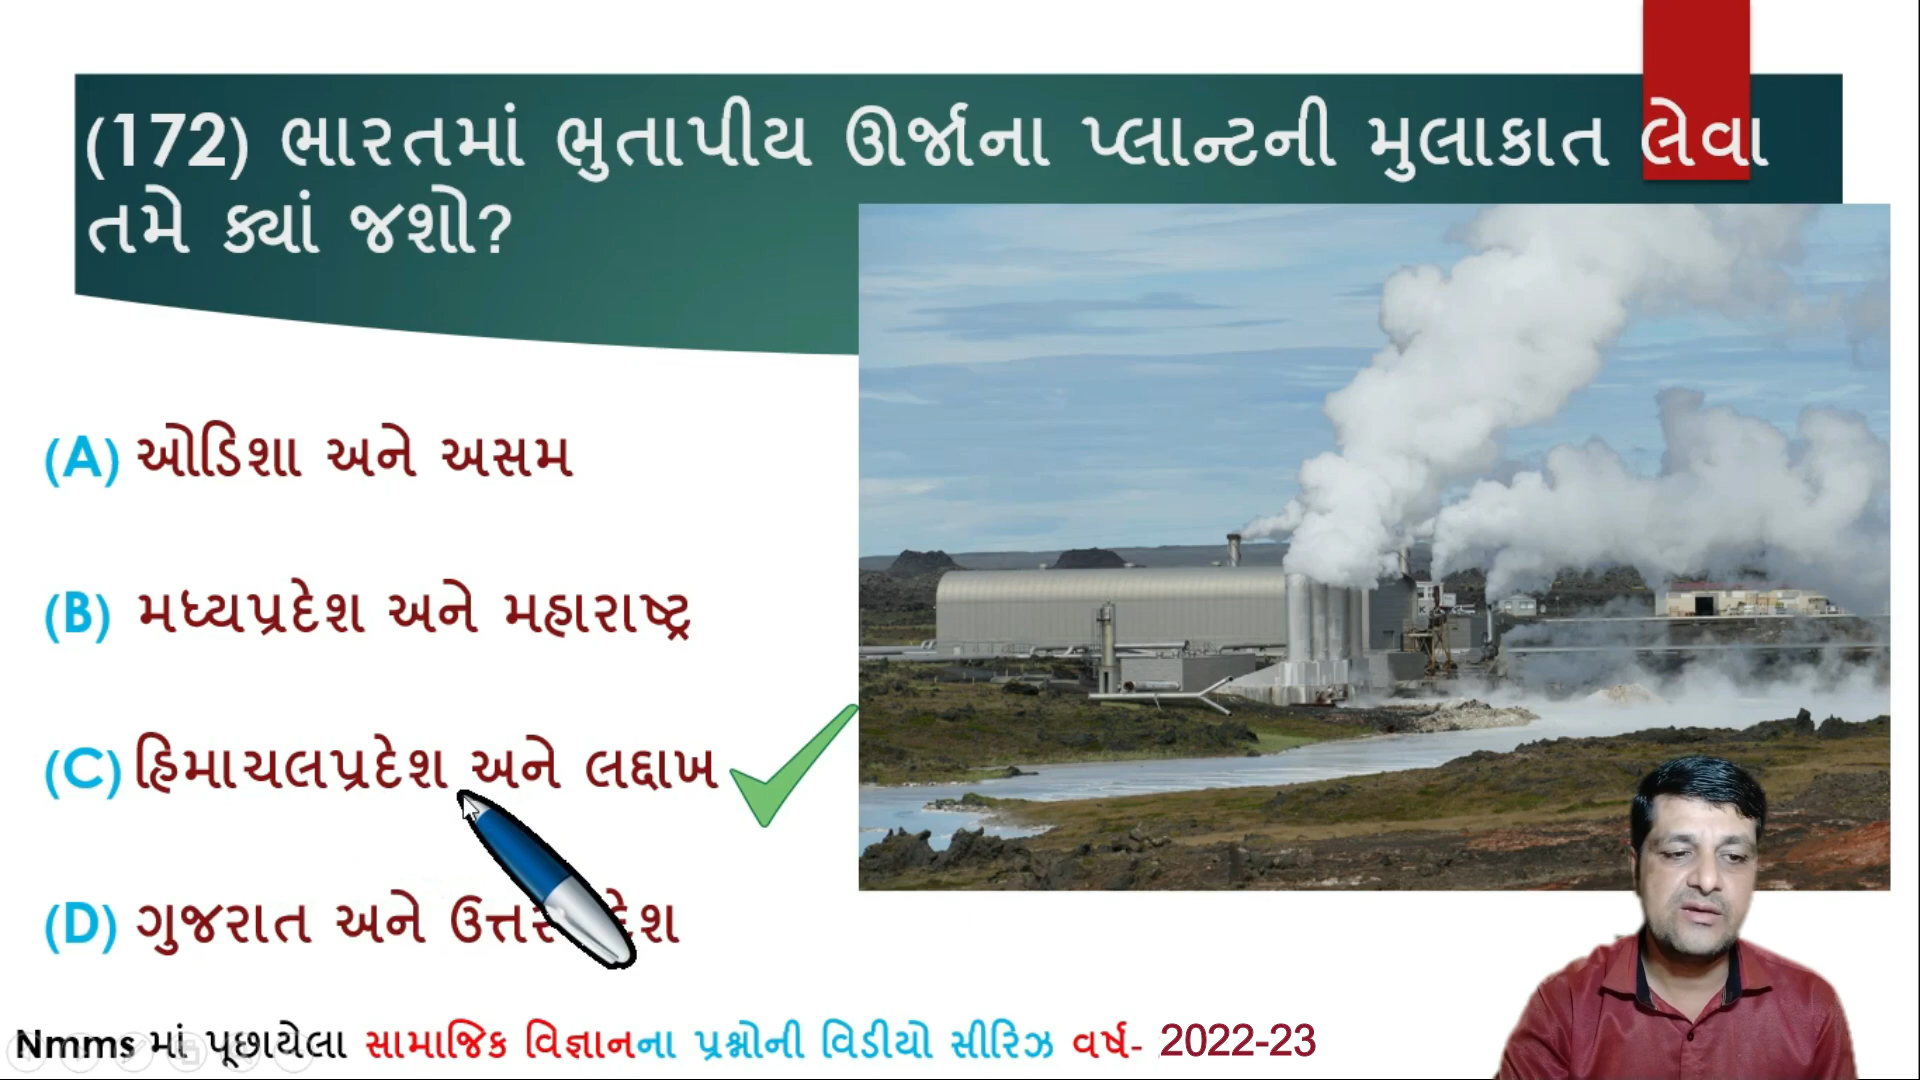 (172) ભારતમાં ભુતાપીય ઊર્જાના પ્લાન્ટની મુલાકાત લેવા
તમે ક્યાં જશો?
(A) ઓડિશા અને અસમ
(B) મધ્યપ્રદેશ અને મહારાષ્ટ્ર
(C) હિમાચલપ્રદેશ અને લદ્દાખ
(D) ગુજરાત અને
Nmms માં પૂછાયેલા સામાજિક વિજ્ઞાનના પ્રશ્નોની વિડીયો સીરિઝ વર્ષ- 2022-23